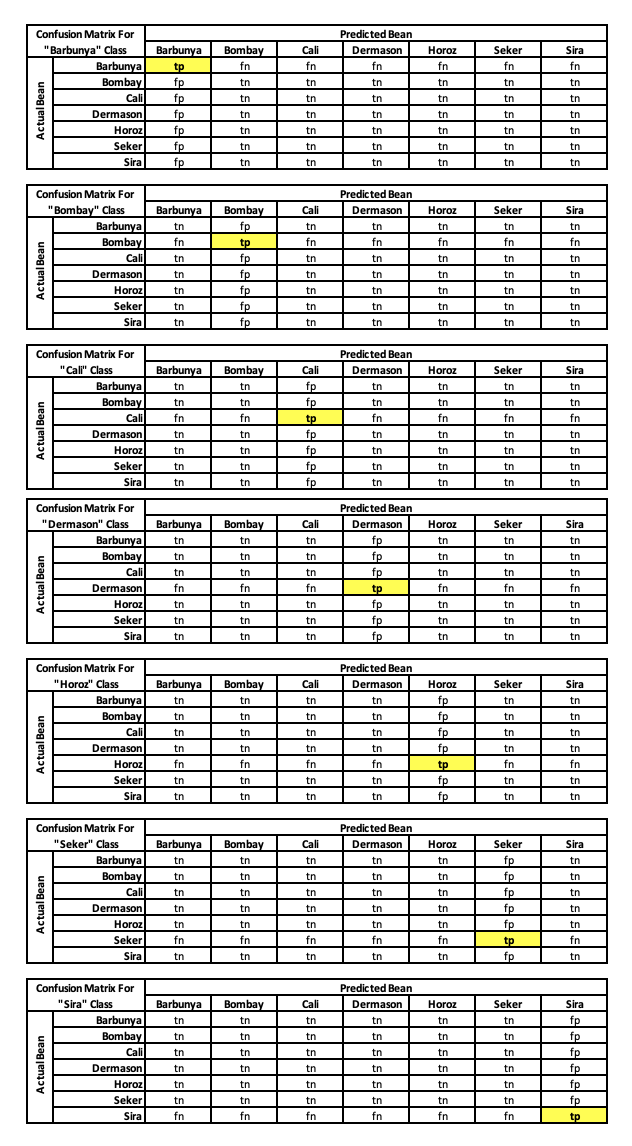 Confusion Matrix For Predicted Bean
"Barbunya" Class Barbunya Bombay Cali Dermason Horoz Seker Sira
Actual Bean
Barbunya tp fn fn fn fn fn fn
Bombay fp tn tn tn tn tn tn
Cali fp tn tn tn tn tn tn
Dermason fp tn tn tn tn tn tn
Horoz fp tn tn tn tn tn tn
Seker fp tn tn tn tn tn tn
Sira fp tn tn tn tn tn tn
Confusion Matrix For Predicted Bean
"Bombay" Class Barbunya Bombay Cali Dermason Horoz Seker Sira
Actual Bean
Barbunya tn fp tn tn tn tn tn
Bombay fn tp fn fn fn fn fn
Cali tn fp tn tn tn tn tn
Dermason tn fp tn tn tn tn tn
Horoz tn fp tn tn tn tn tn
Seker tn fp tn tn tn tn tn
Sira tn fp tn tn tn tn tn
Confusion Matrix For Predicted Bean
"Cali" Class Barbunya Bombay Cali Dermason Horoz Seker Sira
Actual Bean
Barbunya tn tn fp tn tn tn tn
Bombay tn tn fp tn tn tn tn
Cali fn fn tp fn fn fn fn
Dermason tn tn fp tn tn tn tn
Horoz tn tn fp tn tn tn tn
Seker tn tn fp tn tn tn tn
Sira tn tn fp tn tn tn tn
Confusion Matrix For Predicted Bean
"Dermason" Class Barbunya Bombay Cali Dermason Horoz Seker Sira
Actual Bean
Barbunya tn tn tn fp tn tn tn
Bombay tn tn tn fp tn tn tn
Cali tn tn tn fp tn tn tn
Dermason fn fn fn tp fn fn fn
Horoz tn tn tn fp tn tn tn
Seker tn tn tn fp tn tn tn
Sira tn tn tn fp tn tn tn
Confusion Matrix For Predicted Bean
"Horoz" Class Barbunya Bombay Cali Dermason Horoz Seker Sira
Actual Bean
Barbunya tn tn tn tn fp tn tn
Bombay tn tn tn tn fp tn tn
Cali tn tn tn tn fp tn tn
Dermason tn tn tn tn fp tn tn
Horoz fn fn fn fn tp fn fn
Seker tn tn tn tn fp tn tn
Sira tn tn tn tn fp tn tn
Confusion Matrix For Predicted Bean
"Seker" Class Barbunya Bombay Cali Dermason Horoz Seker Sira
Actual Bean
Barbunya tn tn tn tn tn fp tn
Bombay tn tn tn tn tn fp tn
Cali tn tn tn tn tn fp tn
Dermason tn tn tn tn tn fp tn
Horoz tn tn tn tn tn fp tn
Seker fn fn fn fn fn tp fn
Sira tn tn tn tn tn fp tn
Confusion Matrix For Predicted Bean
"Sira" Class Barbunya Bombay Cali Dermason Horoz Seker Sira
Actual Bean
Barbunya tn tn tn tn tn tn fp
Bombay tn tn tn tn tn tn fp
Cali tn tn tn tn tn tn fp
Dermason tn tn tn tn tn tn fp
Horoz tn tn tn tn tn tn fp
Seker tn tn tn tn tn tn fp
Sira fn fn fn fn fn fn tp